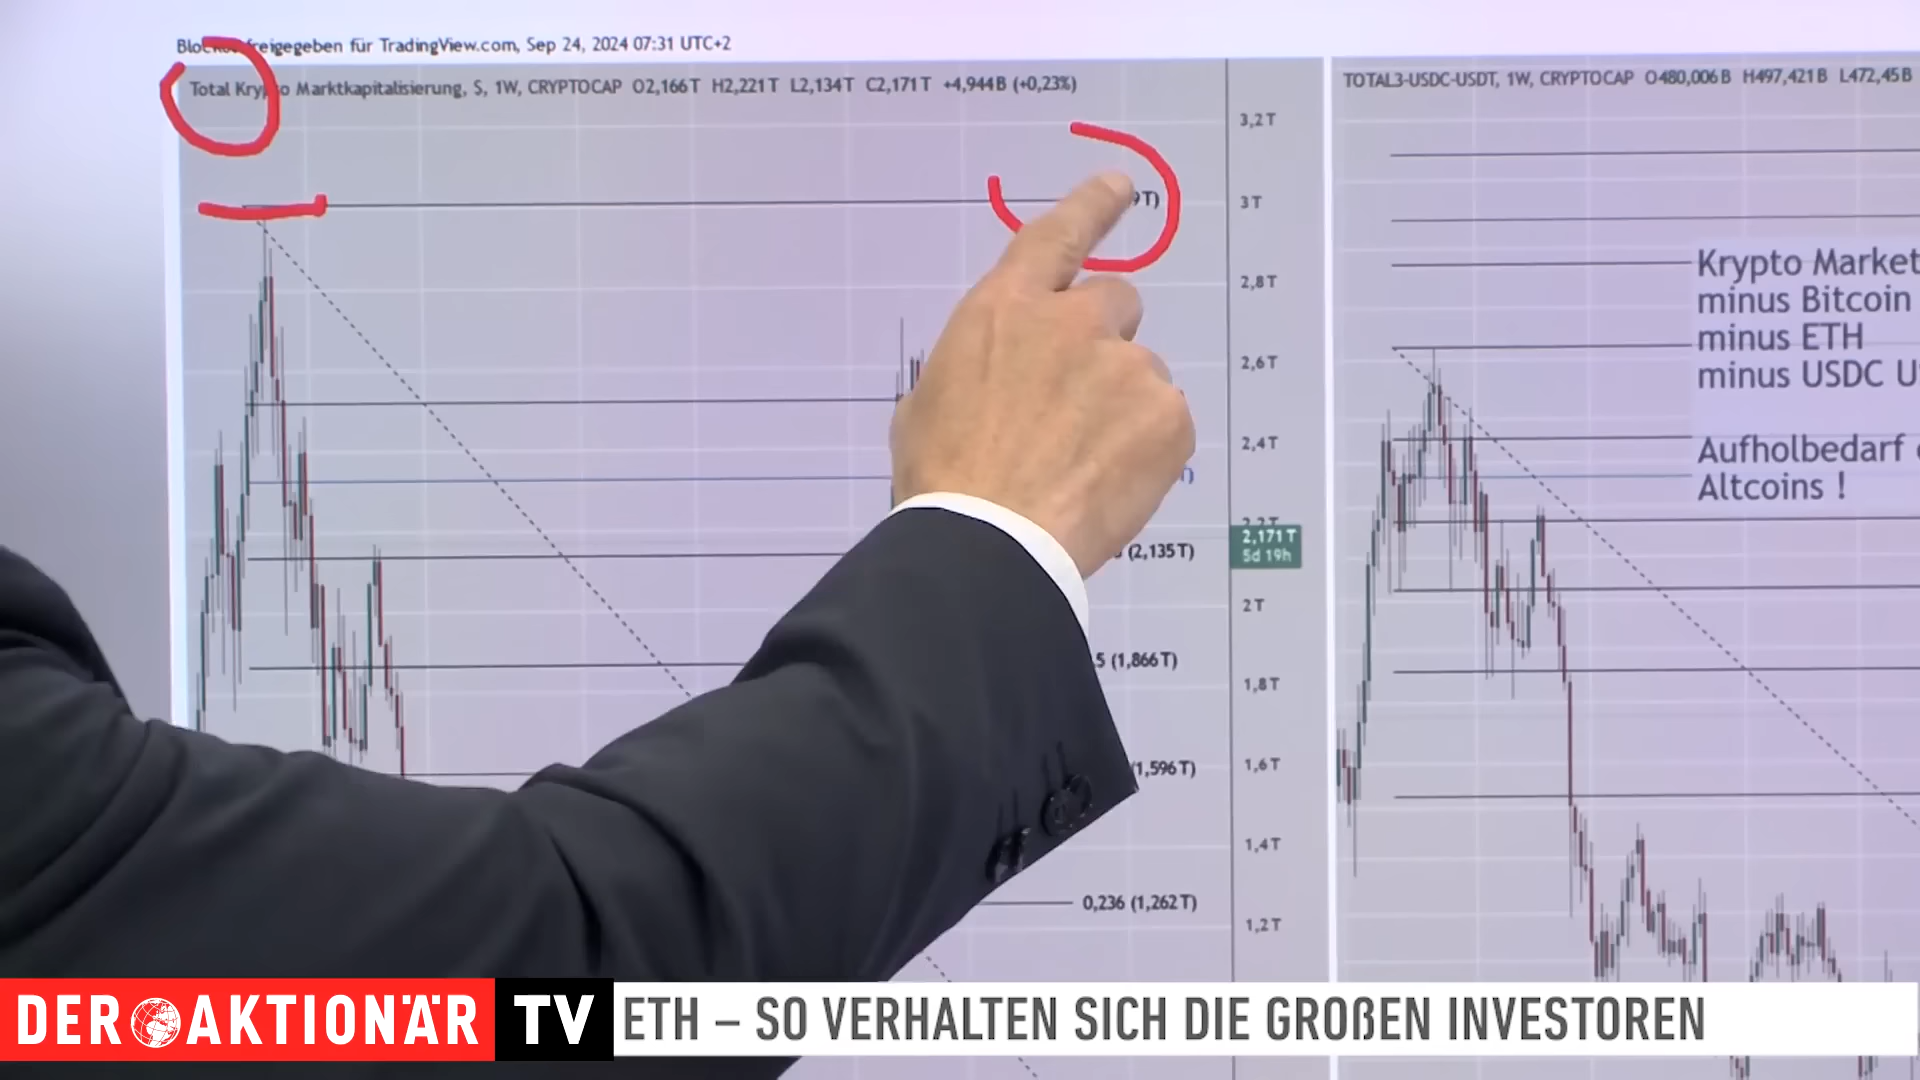 freigegeben für TradingView.com, Sep 24, 2024 07:31 UTC+2
Total Krypto Marktkapitalisierung, S, 1W, CRYPTOCAP O2,166T H2,221T L2,134T C2,171T +4,944B (+0,23%)
3,2T
3T
2,8T
2,6T
2,4T
2,2T
2,171T
5d 19h
2T
1,8T
1,6T
1,4T
1,2T
9T)
(2,135T)
5 (1,866T)
1,596T)
0,236 (1,262T)
TOTAL3-USDC-USDT, 1W, CRYPTOCAP O480,006B H497,421B L472,45B
Krypto Market
minus Bitcoin
minus ETH
minus USDC U
Aufholbedarf
Altcoins !
DER AKTIONÄR TV
ETH – SO VERHALTEN SICH DIE GROßEN INVESTOREN